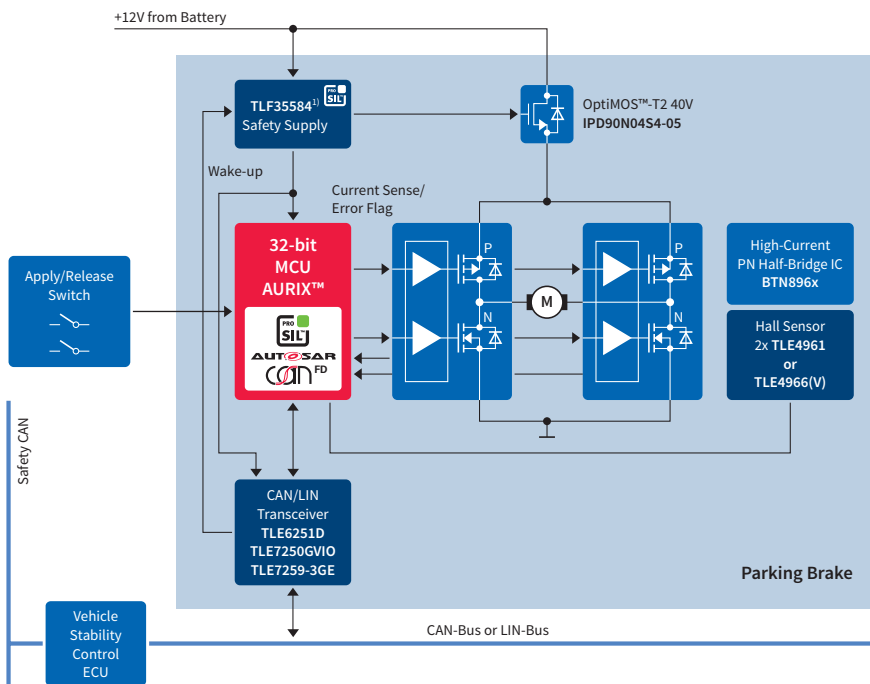 +12V from Battery
TLF35584¹⁾
PRO
SIL
Safety Supply
OptiMOS™-T2 40V
IPD90N04S4-05
Wake-up
Current Sense/
Error Flag
32-bit
MCU
AURIX™
PRO
SIL
AUTOSAR
CAN FD
P
P
N
N
M
High-Current
PN Half-Bridge IC
BTN896x
Apply/Release
Switch
Hall Sensor
2x TLE4961
or
TLE4966(V)
Safety CAN
CAN/LIN
Transceiver
TLE6251D
TLE7250GVIO
TLE7259-3GE
Parking Brake
Vehicle
Stability
Control
ECU
CAN-Bus or LIN-Bus